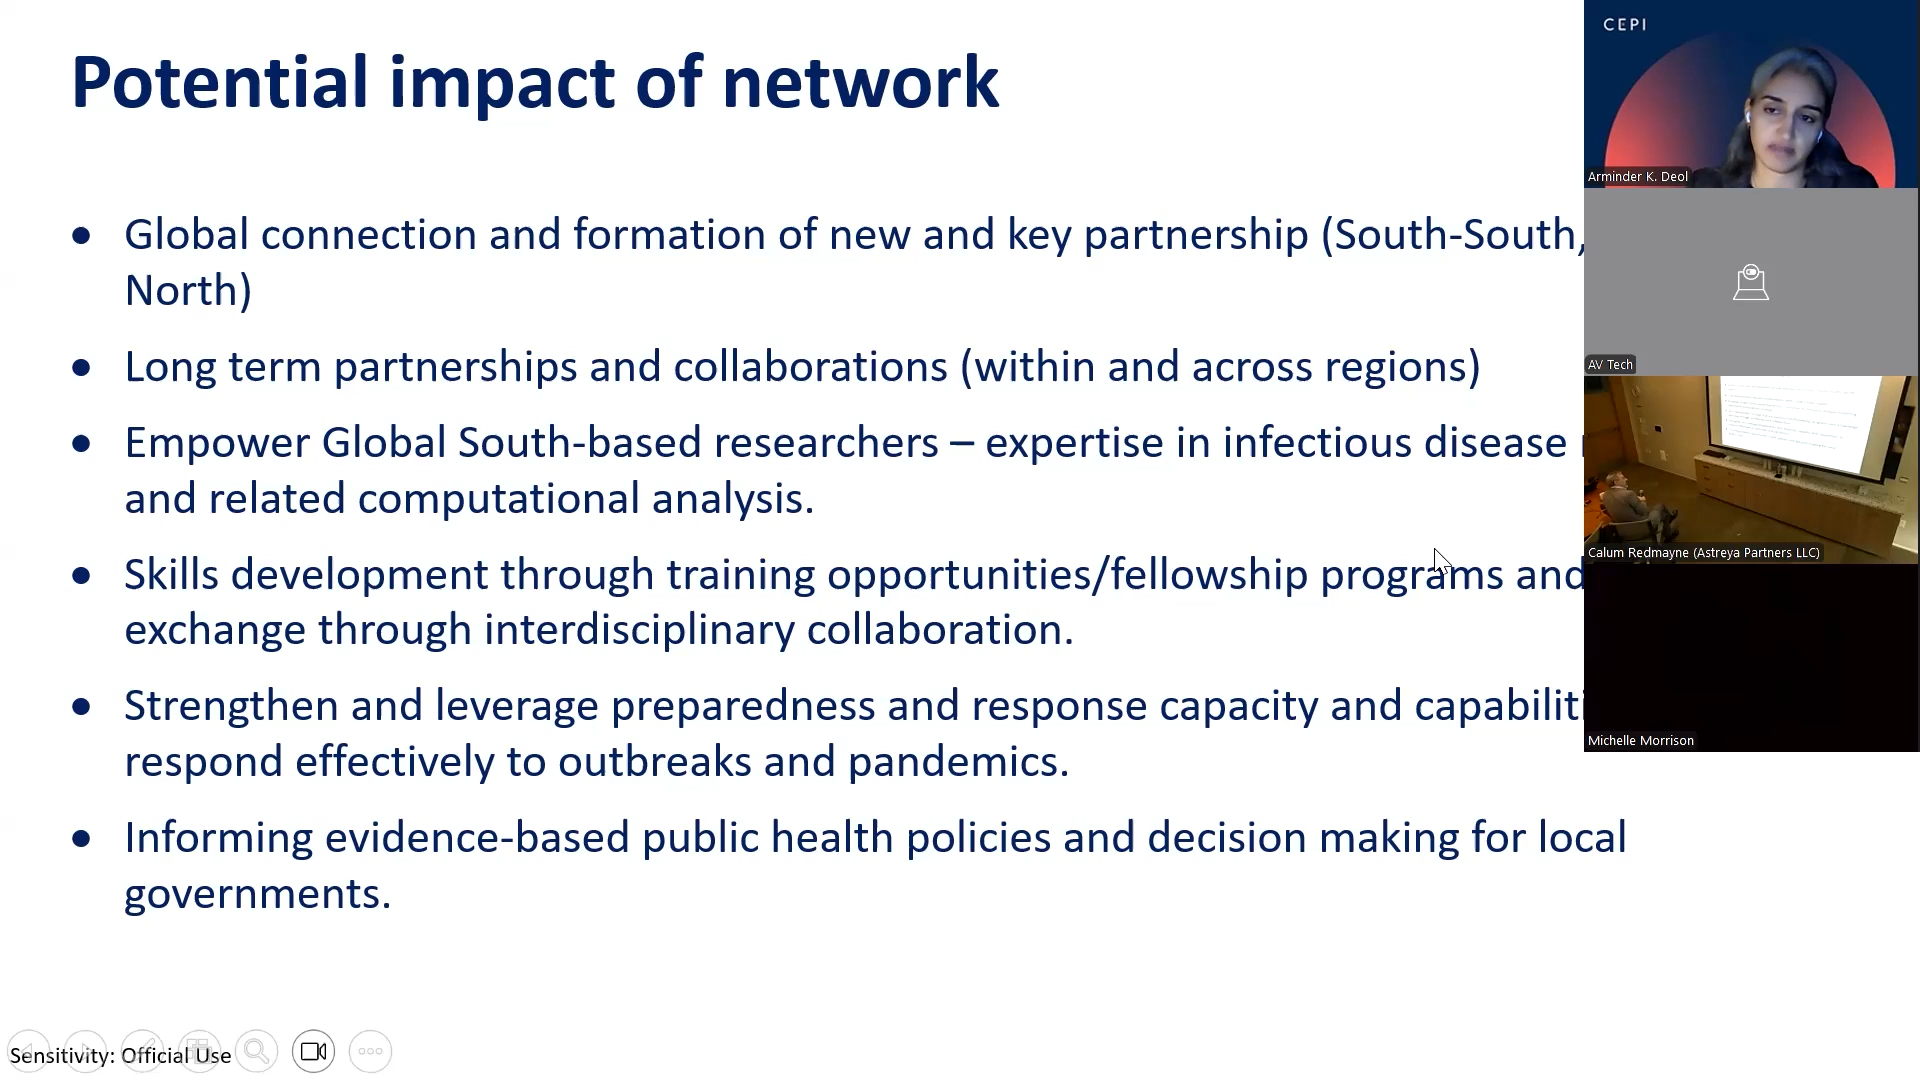 Potential impact of network
Global connection and formation of new and key partnership (South-South,
North)
Long term partnerships and collaborations (within and across regions)
Empower Global South-based researchers – expertise in infectious disease
and related computational analysis.
Skills development through training opportunities/fellowship programs and
exchange through interdisciplinary collaboration.
Strengthen and leverage preparedness and response capacity and capabiliti
respond effectively to outbreaks and pandemics.
Informing evidence-based public health policies and decision making for local
governments.
Sensitivity: Official Use
CEPI
Arminder K. Deol
AV Tech
Calum Redmayne (Astreya Partners LLC)
Michelle Morrison